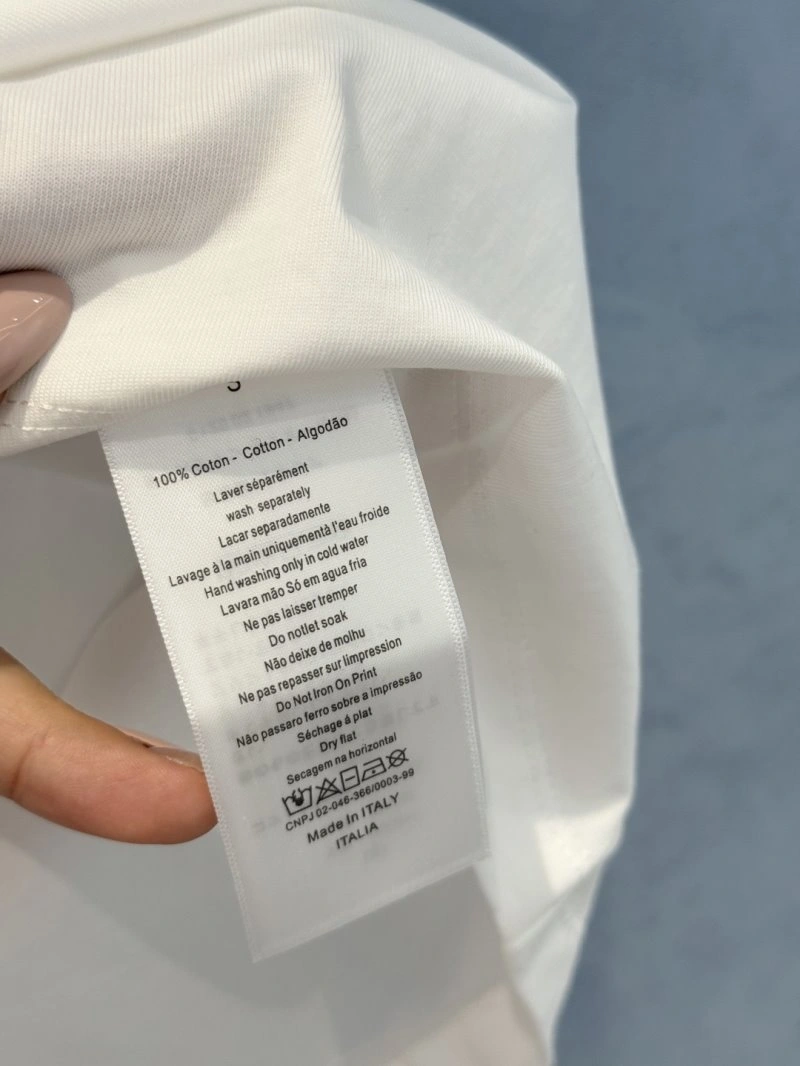 S
100% Coton - Cotton - Algodão
Laver séparément
wash separately
Lacar separadamente
Lavage à la main uniquementà l'eau froide
Hand washing only in cold water
Lavara mão Só em agua fria
Ne pas laisser tremper
Do notlet soak
Não deixe de molhu
Ne pas repasser sur limpression
Do Not Iron On Print
Não passaro ferro sobre a impressão
Séchage á plat
Dry flat
Secagem na horizontal
CNPJ 02-046-366/0003-99
Made In ITALY
ITALIA